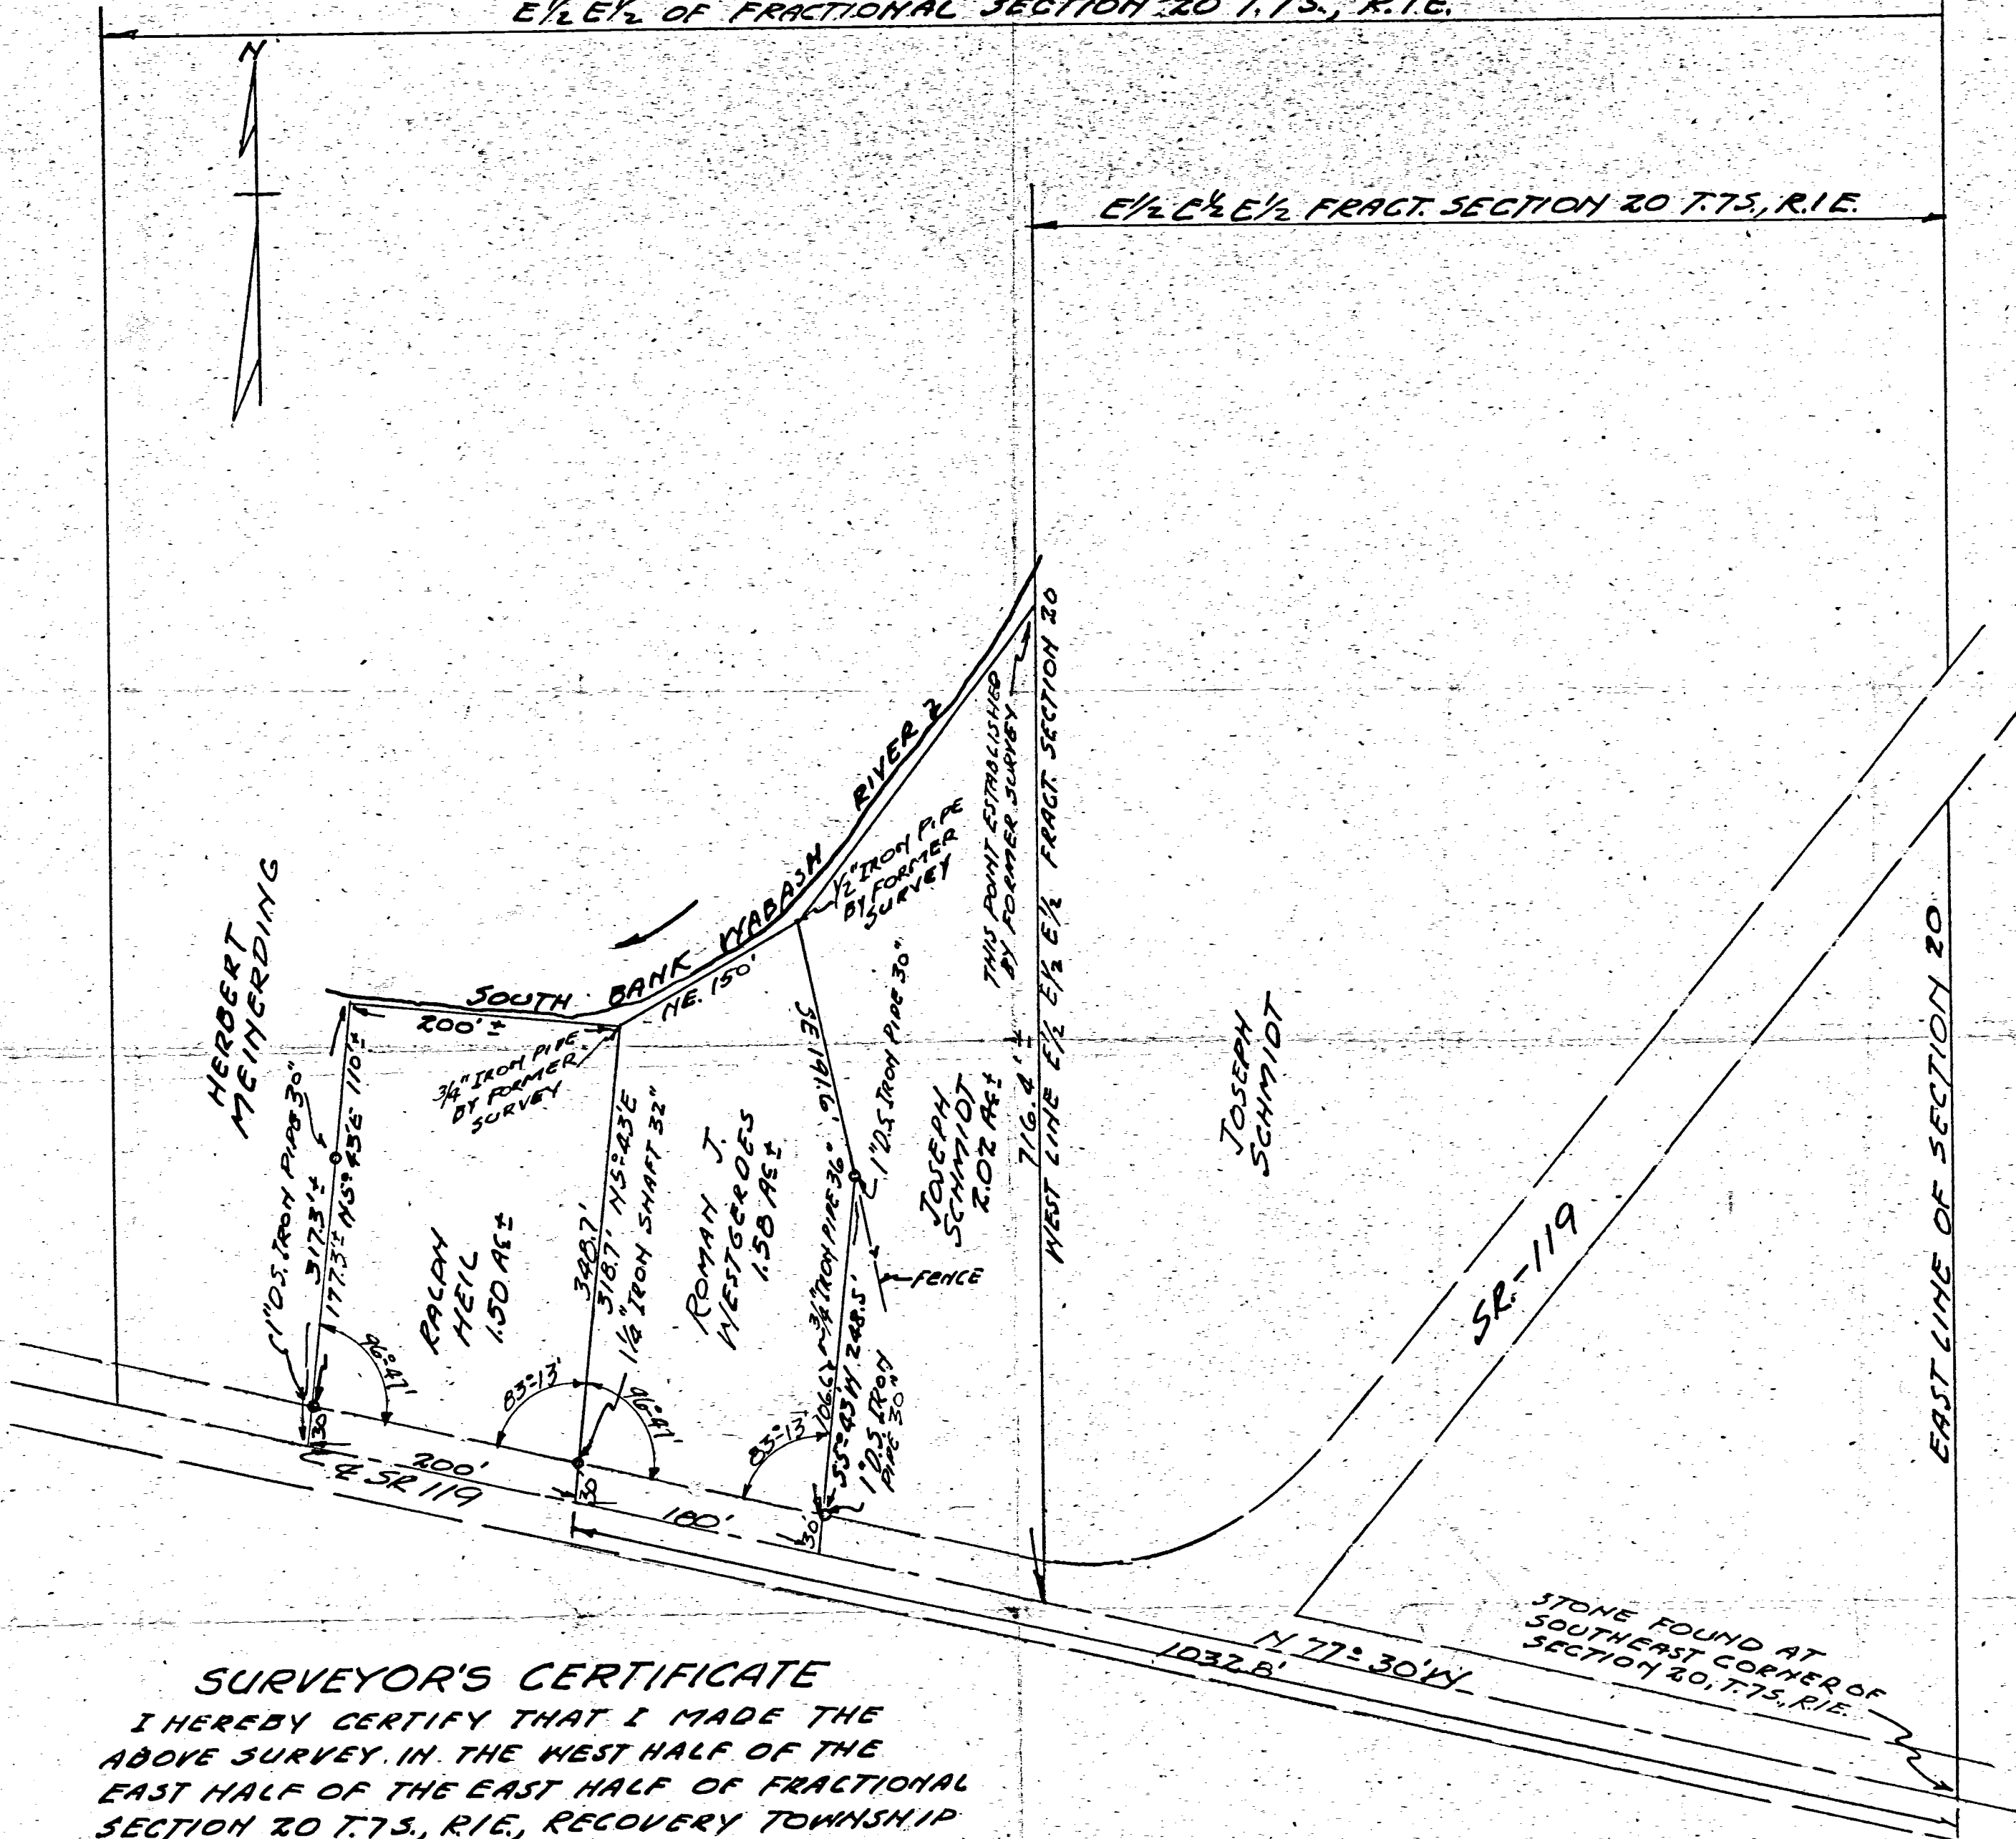 E½ E½ OF FRACTIONAL SECTION 20 T.7S., R.1E.
N
E½ E½ E½ FRACT. SECTION 20 T.7S., R.1E.
SOUTH BANK WABASH RIVER
THIS POINT ESTABLISHED
BY FORMER SURVEY
WEST LINE E½ E½ E½ FRACT. SECTION 20
716.4'±
½" IRON PIPE
BY FORMER
SURVEY
HERBERT
MEINERDING
200'±
NE. 150'
¾" IRON PIPE
BY FORMER
SURVEY
SE 191.6'
1" D.S. IRON PIPE 30"
1" D.S. IRON PIPE 30"
317.3'±
177.3'± N5°43'E 110'±
RALPH
HEIL
1.50 AC±
348.7'
318.7' N5°43'E
1¼" IRON SHAFT 32"
ROMAN J.
WESTGERDES
1.58 AC±
¾" IRON PIPE 36"
106.6'
S5°43'W 248.5'
1" D.S. IRON
PIPE 30"
FENCE
JOSEPH
SCHMIDT
2.02 AC±
JOSEPH
SCHMIDT
SR-119
EAST LINE OF SECTION 20
96°47'
83°13'
96°47'
83°13'
30'
30'
30'
200'
℄ SR 119
180'
N 77°30'W
1032.8'
STONE FOUND AT
SOUTHEAST CORNER OF
SECTION 20, T.7S., R.1E.
SURVEYOR'S CERTIFICATE
I HEREBY CERTIFY THAT I MADE THE
ABOVE SURVEY IN THE WEST HALF OF THE
EAST HALF OF THE EAST HALF OF FRACTIONAL
SECTION 20 T.7S., R.1E., RECOVERY TOWNSHIP